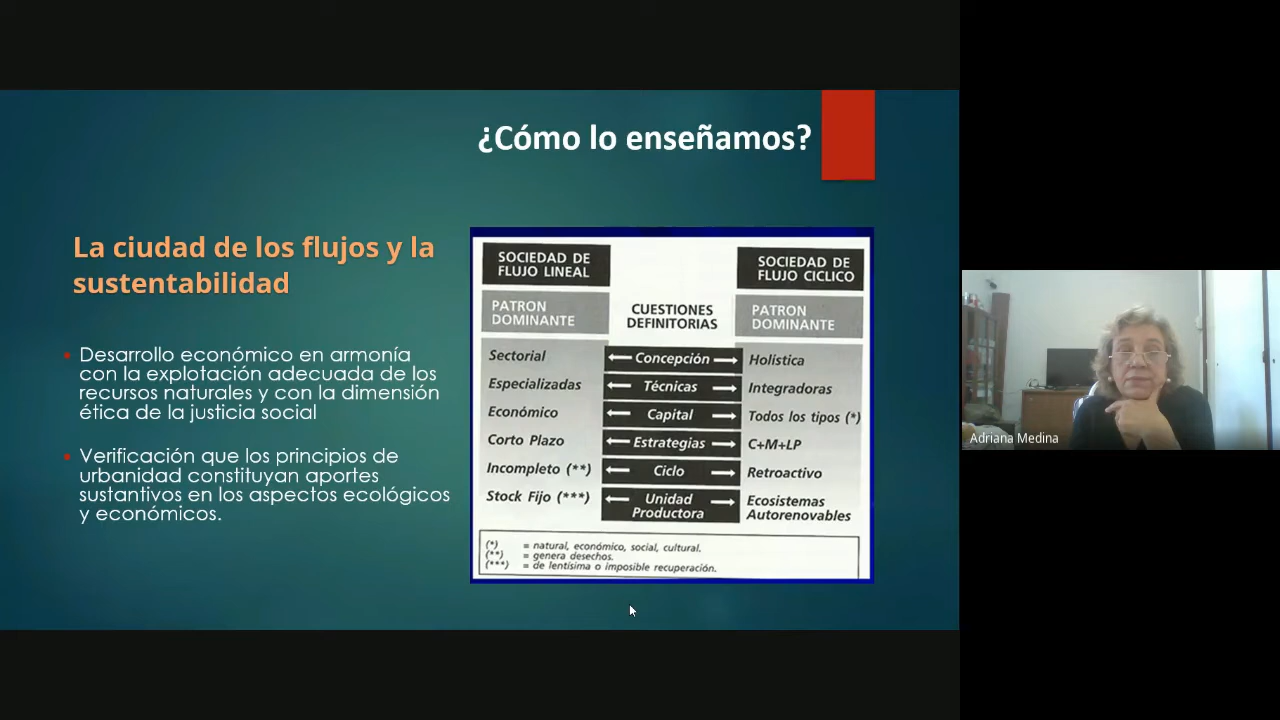 ¿Cómo lo enseñamos?
La ciudad de los flujos y la
sustentabilidad
• Desarrollo económico en armonía
con la explotación adecuada de los
recursos naturales y con la dimensión
ética de la justicia social
• Verificación que los principios de
urbanidad constituyan aportes
sustantivos en los aspectos ecológicos
y económicos.
SOCIEDAD DE
FLUJO LINEAL
SOCIEDAD DE
FLUJO CICLICO
PATRON
DOMINANTE
CUESTIONES
DEFINITORIAS
PATRON
DOMINANTE
Sectorial Concepción Holística
Especializadas Técnicas Integradoras
Económico Capital Todos los tipos (*)
Corto Plazo Estrategias C+M+LP
Incompleto (**) Ciclo Retroactivo
Stock Fijo (***) Unidad Ecosistemas
Productora Autorenovables
(*) = natural, económico, social, cultural.
(**) = genera desechos.
(***) = de lentísima o imposible recuperación.
Adriana Medina